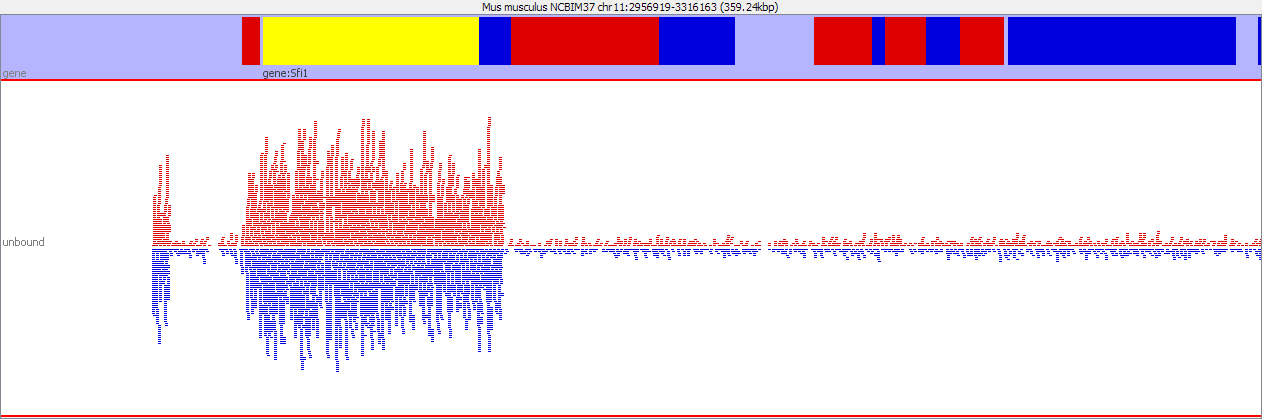 Mus musculus NCBIM37 chr11:2956919-3316163 (359.24kbp)
gene
gene:Sfi1
unbound